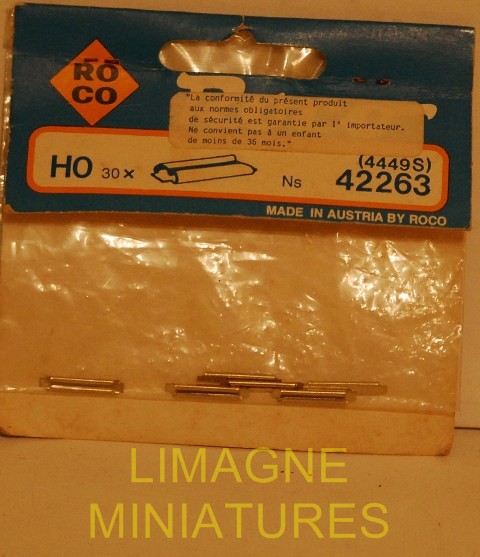 RŌ
CO
"La conformité du présent produit
aux normes obligatoires
de sécurité est garantie par l' importateur.
Ne convient pas à un enfant
de moins de 36 mois."
HO 30× Ns (4449S)
42263
MADE IN AUSTRIA BY ROCO
LIMAGNE
MINIATURES